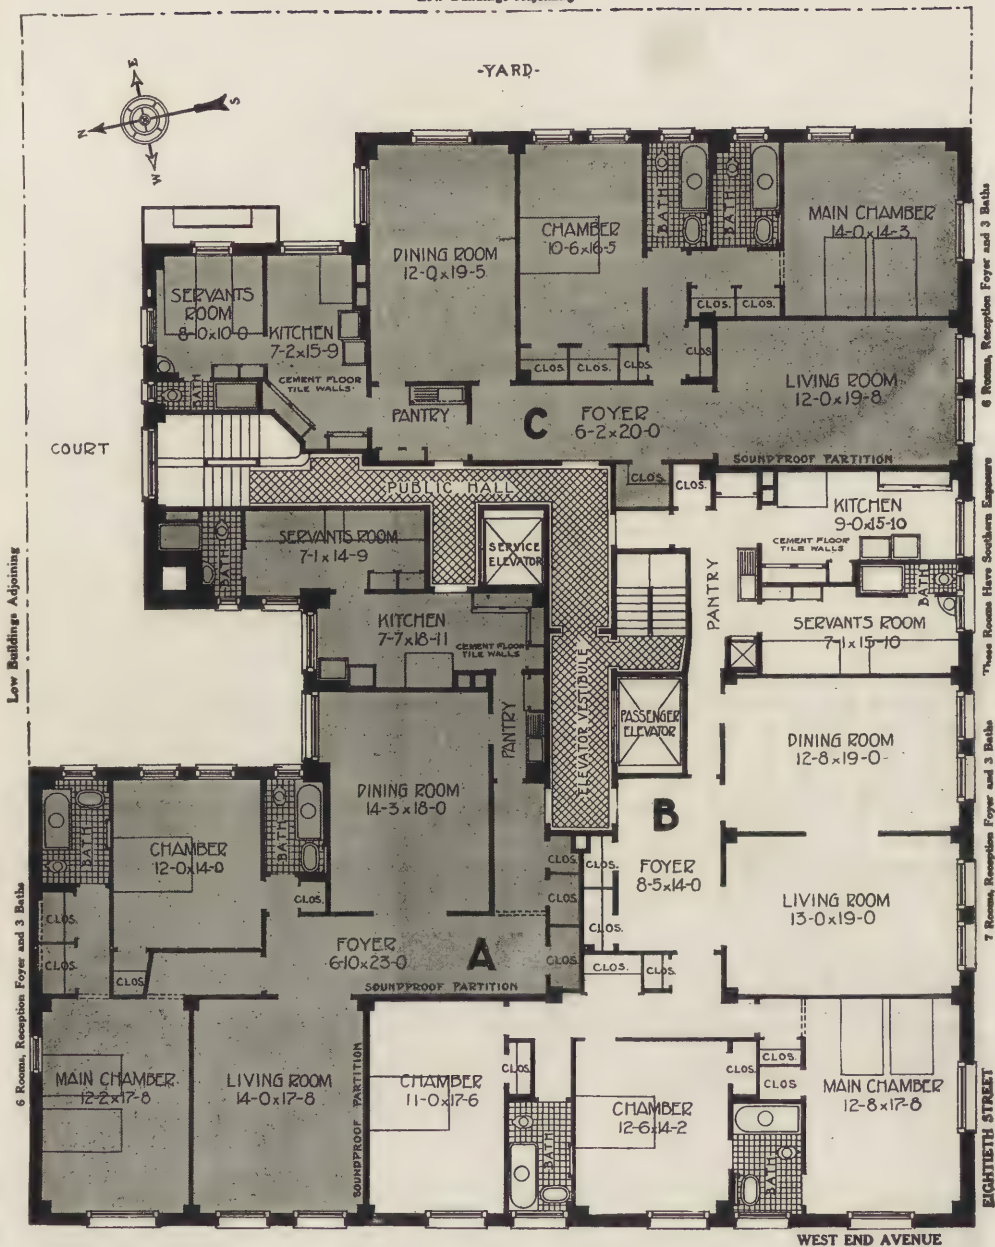 Low Buildings Adjoining
-YARD-
E
S
N
W
DINING ROOM
12-0x19-5
CHAMBER
10-6x16-5
BATH
BATH
MAIN CHAMBER
14-0x14-3
SERVANTS
ROOM
8-10x10-0
KITCHEN
7-2x15-9
CEMENT FLOOR
TILE WALLS
BATH
CLOS.
CLOS.
CLOS.
CLOS.
CLOS.
CLOS.
LIVING ROOM
12-0x19-8
PANTRY
C
FOYER
6-2x20-0
SOUNDPROOF PARTITION
COURT
CLOS.
CLOS.
PUBLIC HALL
KITCHEN
9-0x15-10
CEMENT FLOOR
TILE WALLS
SERVANTS ROOM
7-1x14-9
BATH
SERVICE
ELEVATOR
PANTRY
BATH
SERVANTS ROOM
7-1x15-10
KITCHEN
7-7x18-11
CEMENT FLOOR
TILE WALLS
ELEVATOR VESTIBULE
PASSENGER
ELEVATOR
PANTRY
DINING ROOM
12-8x19-0
DINING ROOM
14-3x18-0
B
FOYER
8-5x14-0
BATH
CHAMBER
12-0x14-0
BATH
CLOS.
CLOS.
CLOS.
CLOS.
CLOS.
CLOS.
CLOS.
CLOS.
CLOS.
LIVING ROOM
13-0x19-0
FOYER
6-10x23-0
A
SOUNDPROOF PARTITION
CLOS.
CLOS.
MAIN CHAMBER
12-2x17-8
LIVING ROOM
14-0x17-8
SOUNDPROOF PARTITION
CHAMBER
11-0x17-6
CLOS.
BATH
CHAMBER
12-6x14-2
CLOS.
CLOS.
CLOS
BATH
MAIN CHAMBER
12-8x17-8
Low Buildings Adjoining
6 Rooms, Reception Foyer and 3 Baths
6 Rooms, Reception Foyer and 3 Baths
These Rooms Have Southern Exposure
7 Rooms, Reception Foyer and 3 Baths
EIGHTIETH STREET
WEST END AVENUE